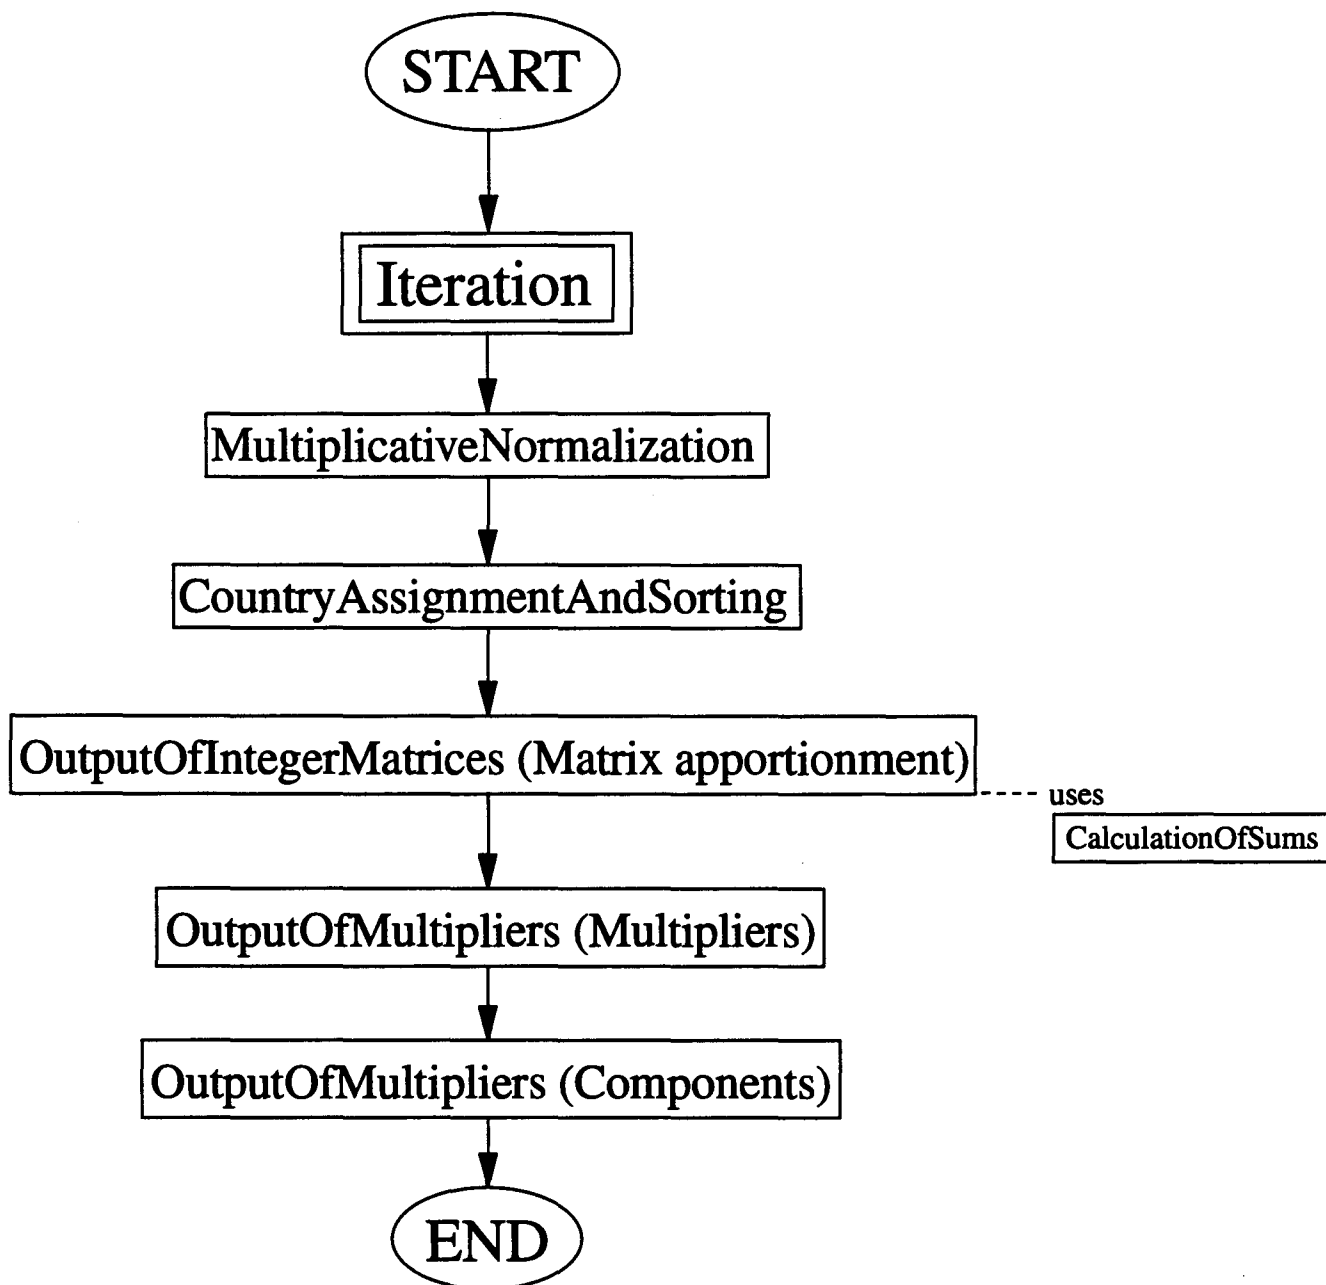 START
Iteration
MultiplicativeNormalization
CountryAssignmentAndSorting
OutputOfIntegerMatrices (Matrix apportionment)
uses
CalculationOfSums
OutputOfMultipliers (Multipliers)
OutputOfMultipliers (Components)
END